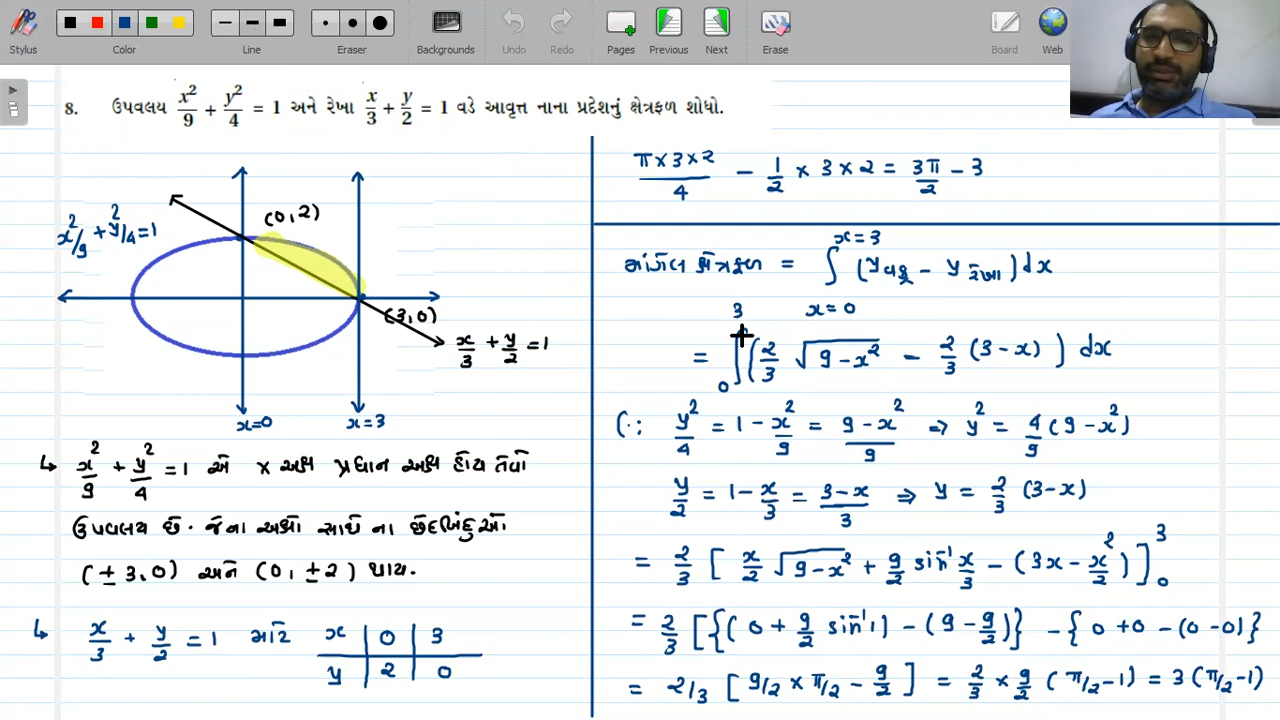 Stylus Color Line Eraser Backgrounds Undo Redo Pages Previous Next Erase Board Web
8. ઉપવલય x²/9 + y²/4 = 1 અને રેખા x/3 + y/2 = 1 વડે આવૃત્ત નાના પ્રદેશનું ક્ષેત્રફળ શોધો.
x²/9 + y²/4 = 1
(0, 2)
(3, 0)
x/3 + y/2 = 1
x=0
x=3
↳ x²/9 + y²/4 = 1 એ x અક્ષ પ્રધાન અક્ષ હોય તેવો
ઉપવલય છે. જેના અક્ષો સાથે ના છેદબિંદુઓ
(±3, 0) અને (0, ±2) થાય.
↳ x/3 + y/2 = 1 માટે
x | 0 | 3
y | 2 | 0
π×3×2/4 − 1/2 × 3 × 2 = 3π/2 − 3
માંગેલ ક્ષેત્રફળ = ∫_{x=0}^{x=3} (y વક્ર − y રેખા) dx
= ∫_0^3 (2/3 √(9−x²) − 2/3 (3−x)) dx
(∵ y²/4 = 1 − x²/9 = (9−x²)/9 ⇒ y² = 4/9 (9−x²)
y/2 = 1 − x/3 = (3−x)/3 ⇒ y = 2/3 (3−x)
= 2/3 [x/2 √(9−x²) + 9/2 sin⁻¹ x/3 − (3x − x²/2)]_0^3
= 2/3 [{(0 + 9/2 sin⁻¹1) − (9 − 9/2)} − {0+0 − (0−0)}
= 2/3 [9/2 × π/2 − 9/2] = 2/3 × 9/2 (π/2 − 1) = 3(π/2 − 1)